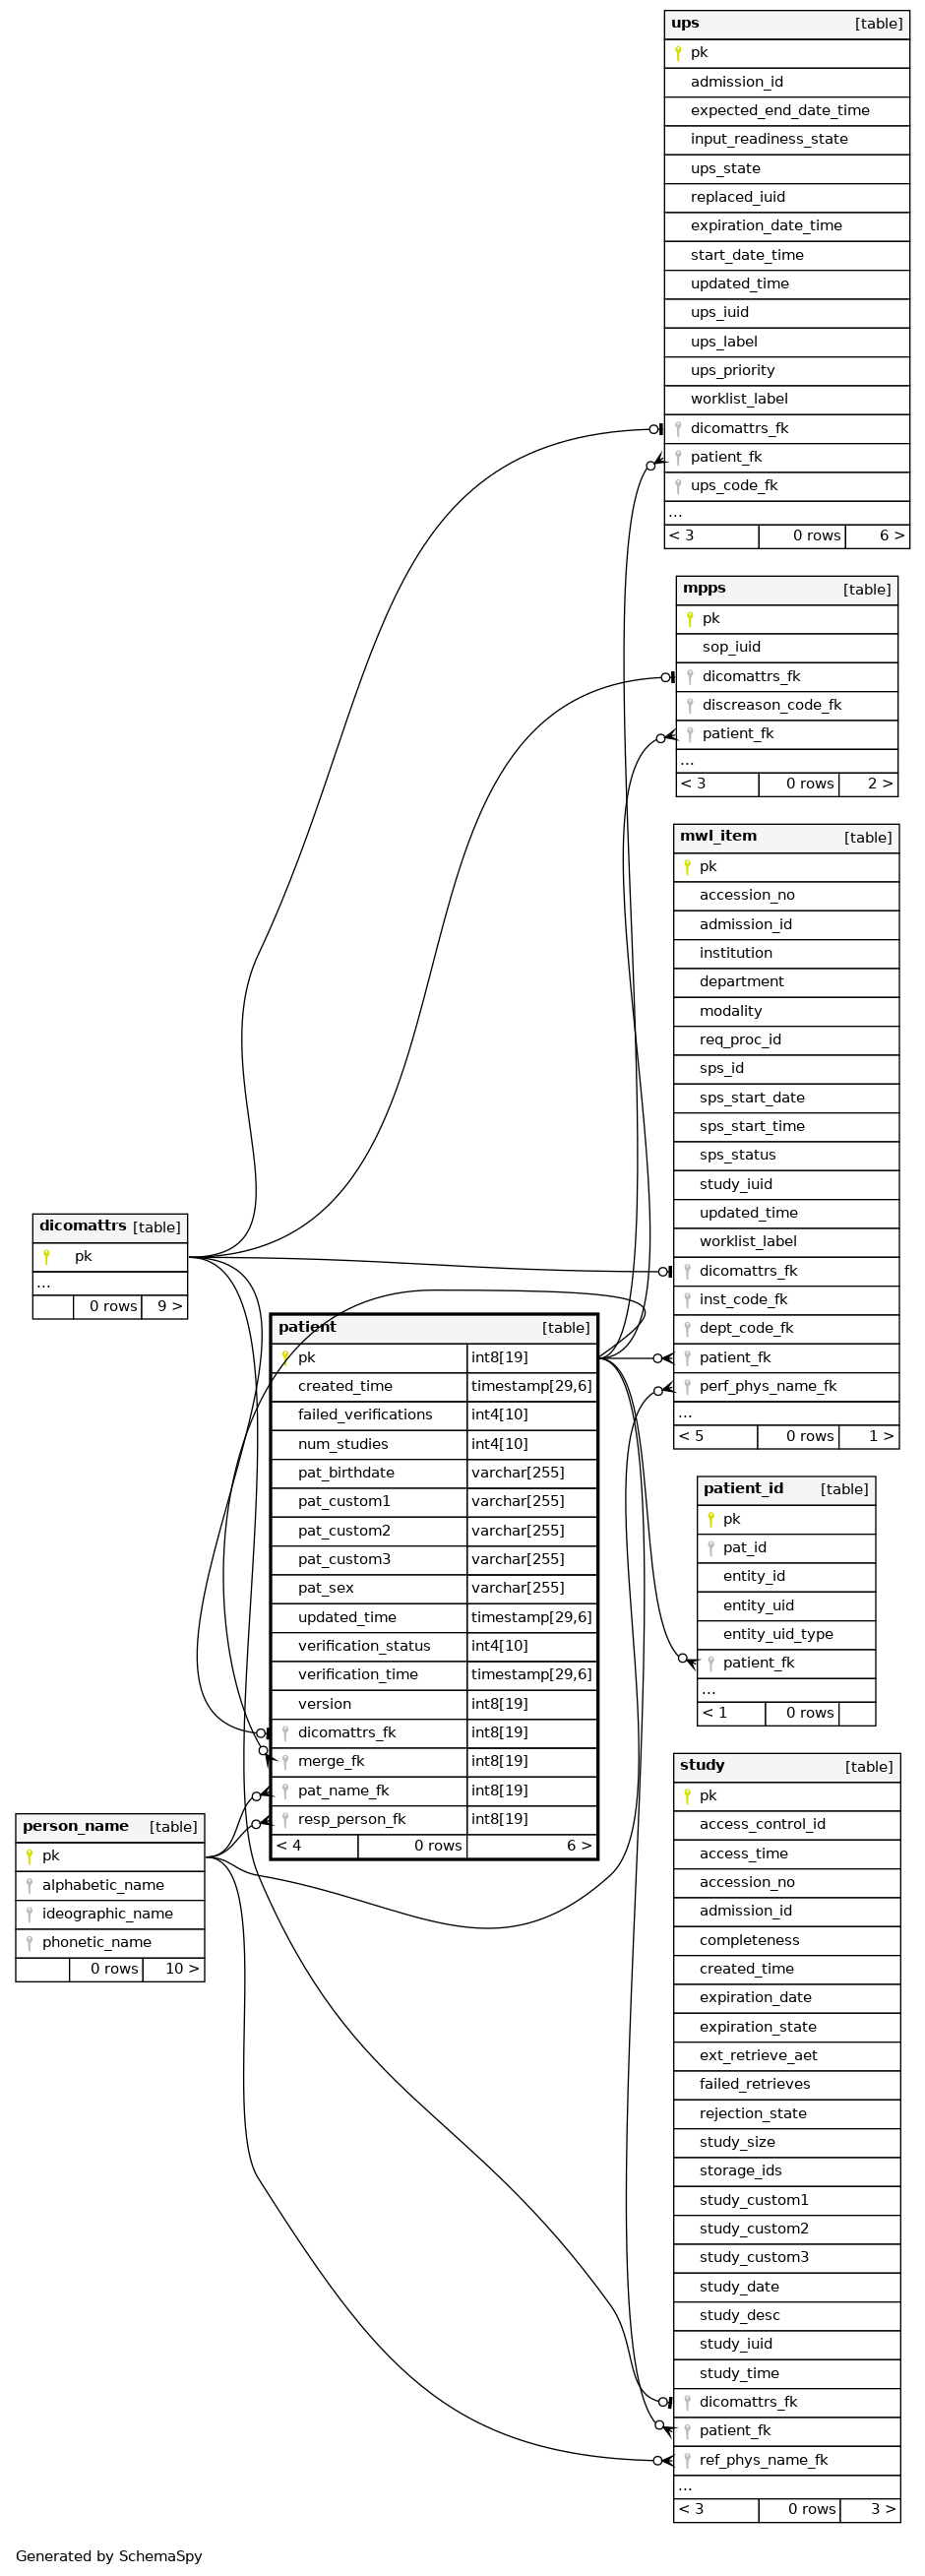 ups [table]
pk
admission_id
expected_end_date_time
input_readiness_state
ups_state
replaced_iuid
expiration_date_time
start_date_time
updated_time
ups_iuid
ups_label
ups_priority
worklist_label
dicomattrs_fk
patient_fk
ups_code_fk
...
< 3 0 rows 6 >
mpps [table]
pk
sop_iuid
dicomattrs_fk
discreason_code_fk
patient_fk
...
< 3 0 rows 2 >
mwl_item [table]
pk
accession_no
admission_id
institution
department
modality
req_proc_id
sps_id
sps_start_date
sps_start_time
sps_status
study_iuid
updated_time
worklist_label
dicomattrs_fk
inst_code_fk
dept_code_fk
patient_fk
perf_phys_name_fk
...
< 5 0 rows 1 >
dicomattrs [table]
pk
...
0 rows 9 >
patient [table]
pk int8[19]
created_time timestamp[29,6]
failed_verifications int4[10]
num_studies int4[10]
pat_birthdate varchar[255]
pat_custom1 varchar[255]
pat_custom2 varchar[255]
pat_custom3 varchar[255]
pat_sex varchar[255]
updated_time timestamp[29,6]
verification_status int4[10]
verification_time timestamp[29,6]
version int8[19]
dicomattrs_fk int8[19]
merge_fk int8[19]
pat_name_fk int8[19]
resp_person_fk int8[19]
< 4 0 rows 6 >
patient_id [table]
pk
pat_id
entity_id
entity_uid
entity_uid_type
patient_fk
...
< 1 0 rows
person_name [table]
pk
alphabetic_name
ideographic_name
phonetic_name
0 rows 10 >
study [table]
pk
access_control_id
access_time
accession_no
admission_id
completeness
created_time
expiration_date
expiration_state
ext_retrieve_aet
failed_retrieves
rejection_state
study_size
storage_ids
study_custom1
study_custom2
study_custom3
study_date
study_desc
study_iuid
study_time
dicomattrs_fk
patient_fk
ref_phys_name_fk
...
< 3 0 rows 3 >
Generated by SchemaSpy